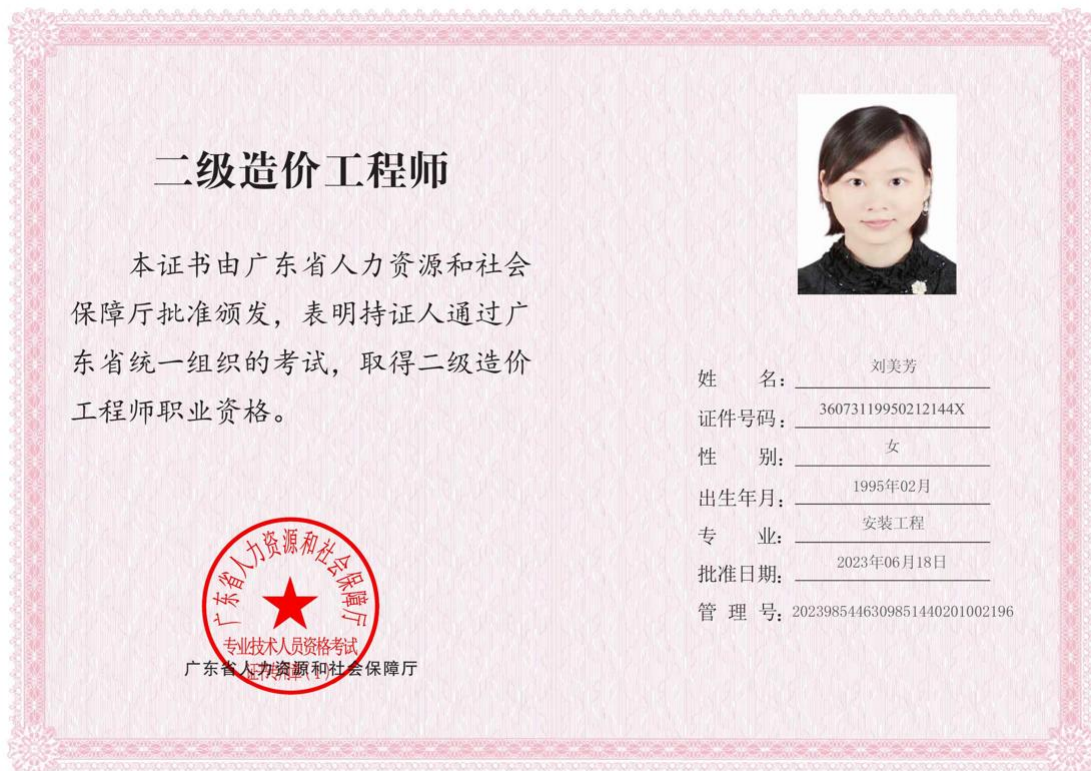 二级造价工程师
本证书由广东省人力资源和社会
保障厅批准颁发，表明持证人通过广
东省统一组织的考试，取得二级造价
工程师职业资格。
广东省人力资源和社会保障厅
专业技术人员资格考试
广东省人力资源和社会保障厅
姓 名：刘美芳
证件号码：36073119950212144X
性 别：女
出生年月：1995年02月
专 业：安装工程
批准日期：2023年06月18日
管 理 号：2023985446309851440201002196